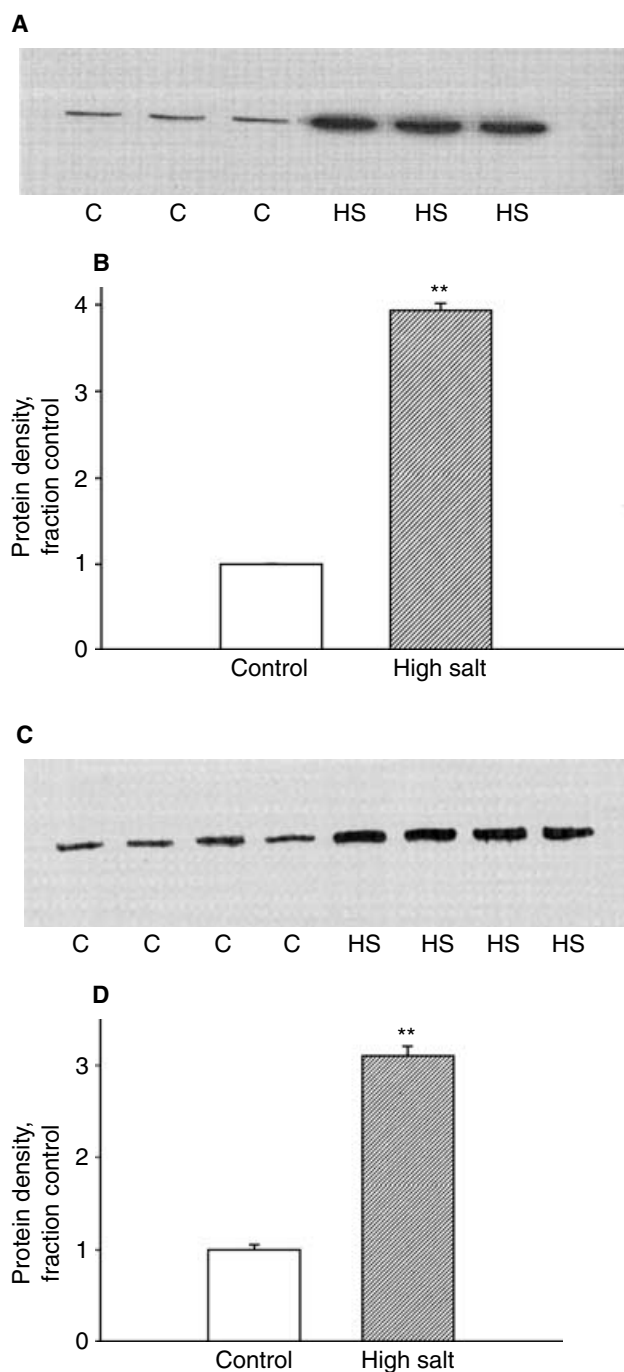 A
C C C HS HS HS
B
Protein density,
fraction control
4
3
2
1
0
**
Control High salt
C
C C C C HS HS HS HS
D
Protein density,
fraction control
3
2
1
0
**
Control High salt